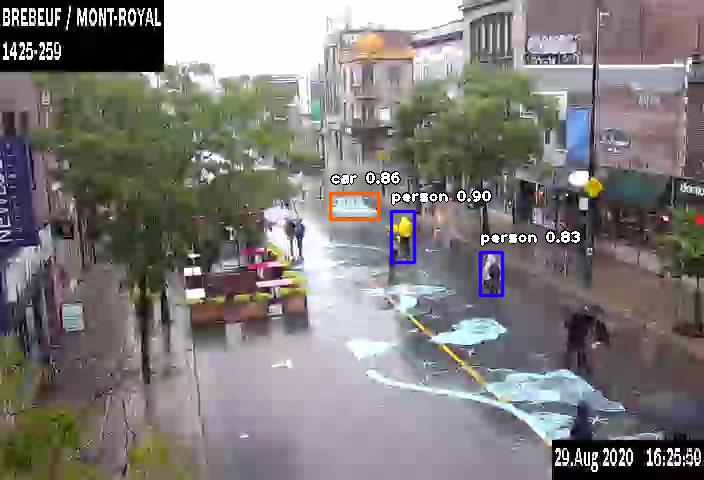 BREBEUF / MONT-ROYAL
1425-259
car 0.86
person 0.90
person 0.83
29.Aug 2020 16:25:50